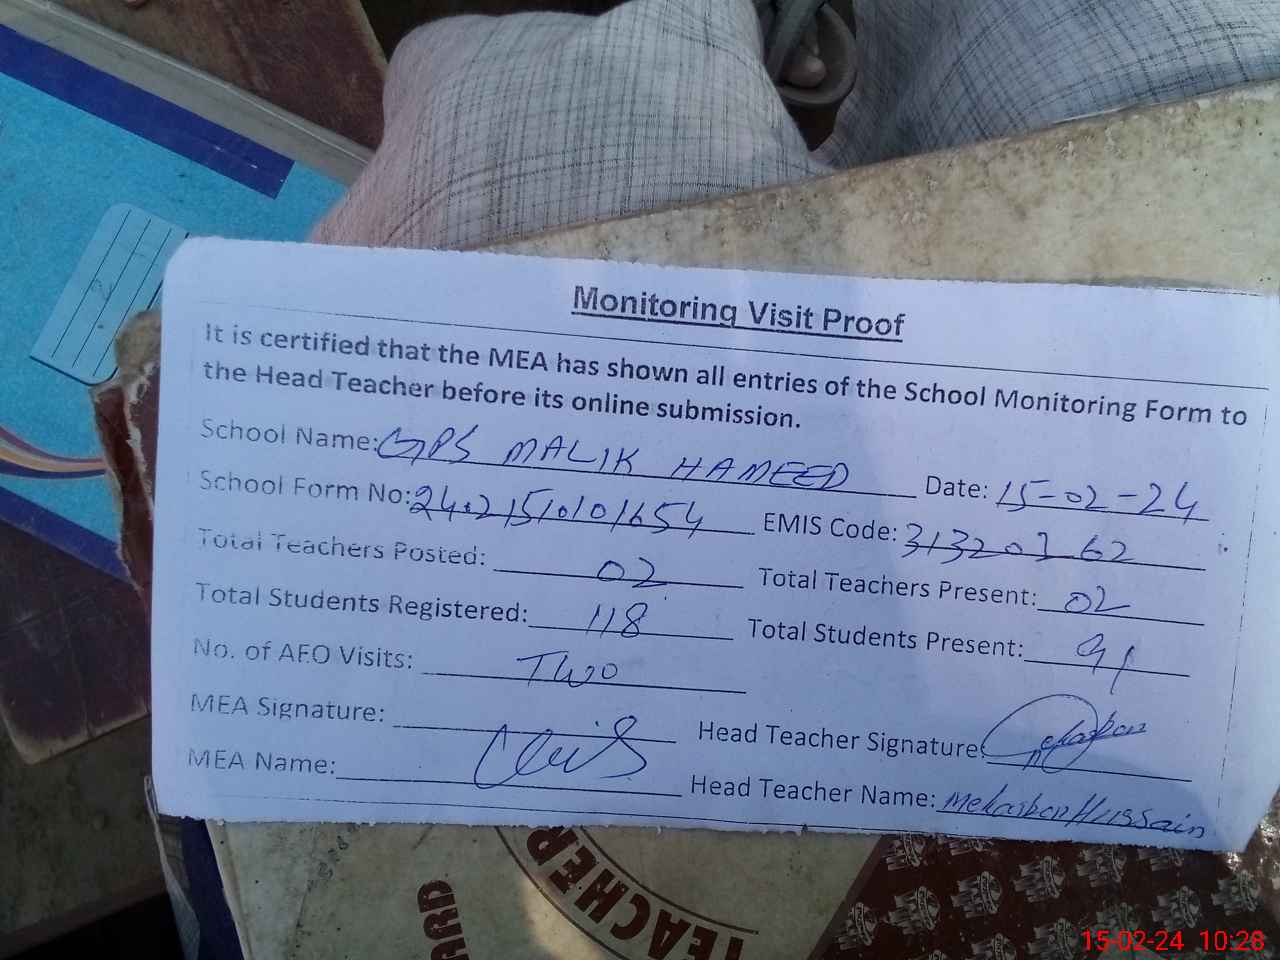 Monitoring Visit Proof
It is certified that the MEA has shown all entries of the School Monitoring Form to
the Head Teacher before its online submission.
School Name: GPS MALIK HAMEED Date: 15-02-24
School Form No: 2421510101654 EMIS Code: 31320362
Total Teachers Posted: 02 Total Teachers Present: 02
Total Students Registered: 118 Total Students Present: 91
No. of AEO Visits: Two
MEA Signature: Head Teacher Signature:
MEA Name: Head Teacher Name: Meharban Hussain
TEACHER
15-02-24 10:28